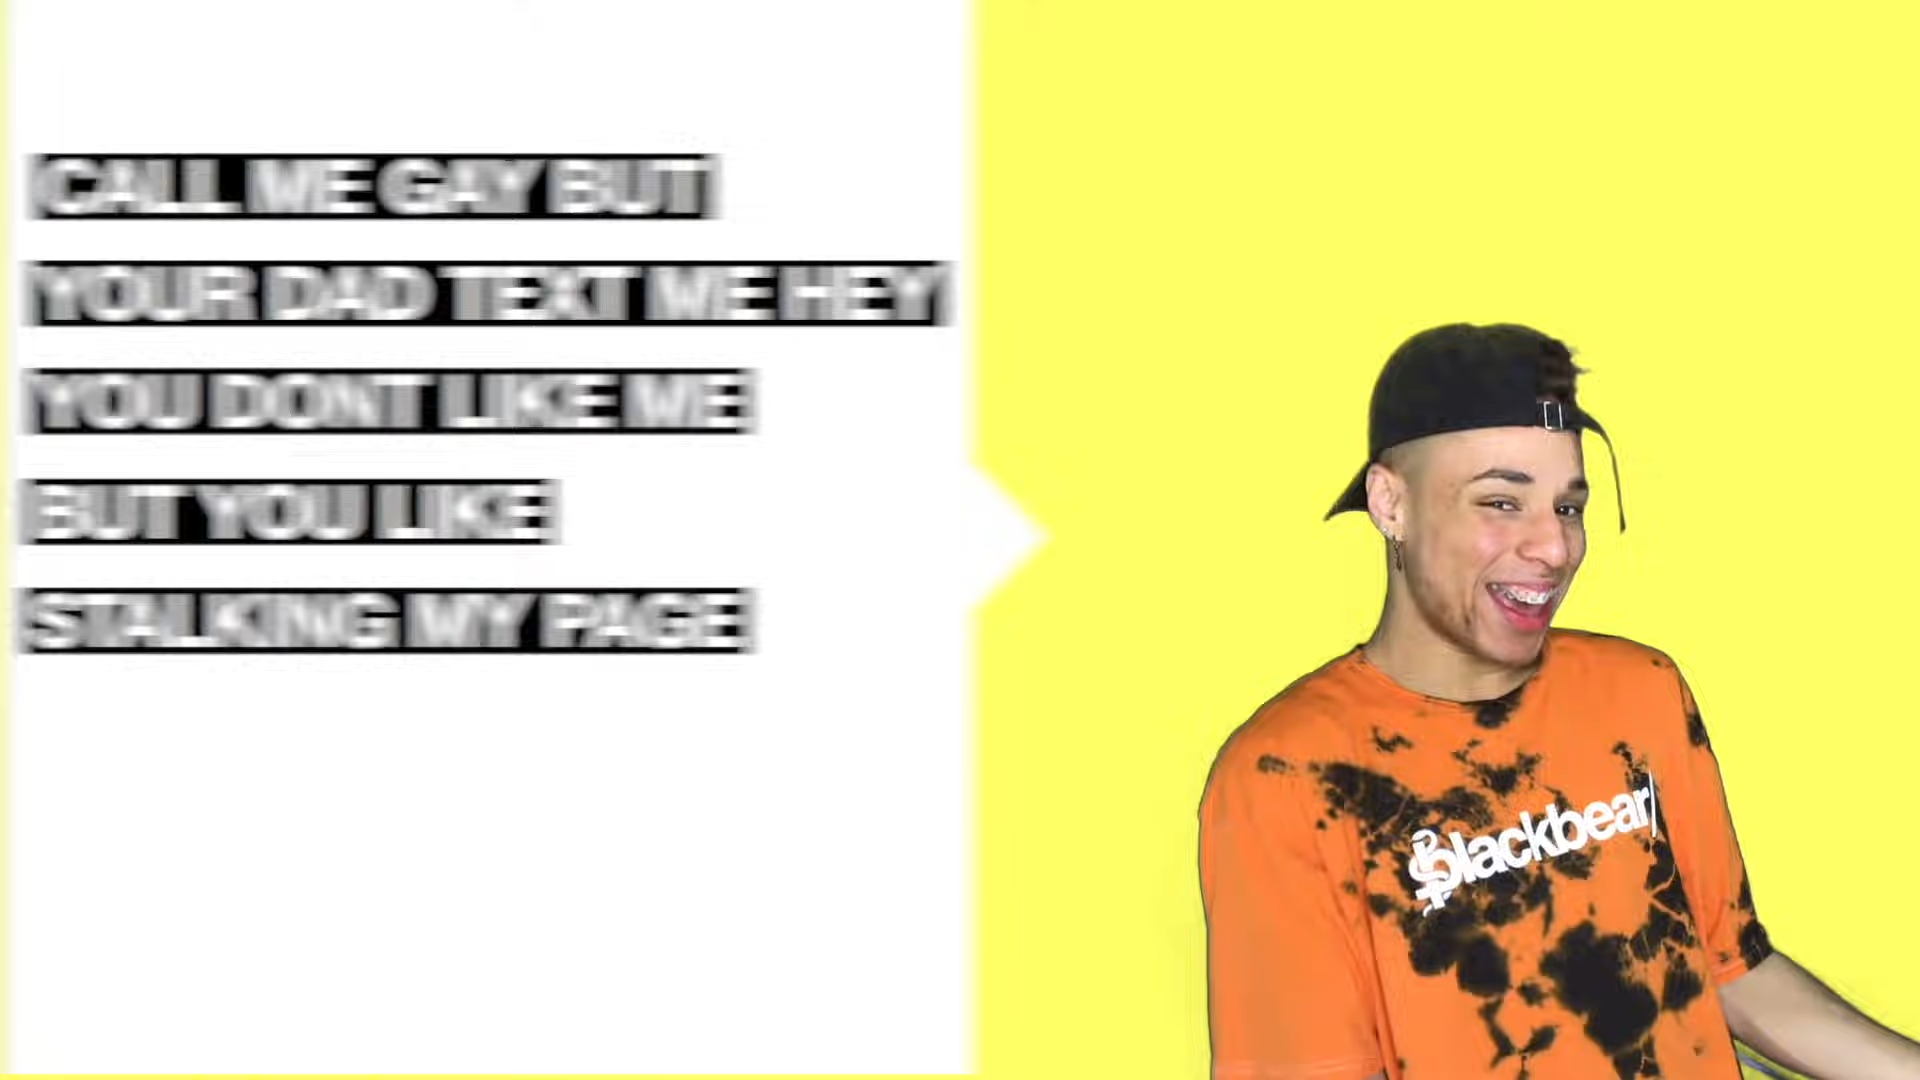 CALL ME GAY BUT
YOUR DAD TEXT ME HEY
YOU DONT LIKE ME
BUT YOU LIKE
STALKING MY PAGE
blackbear